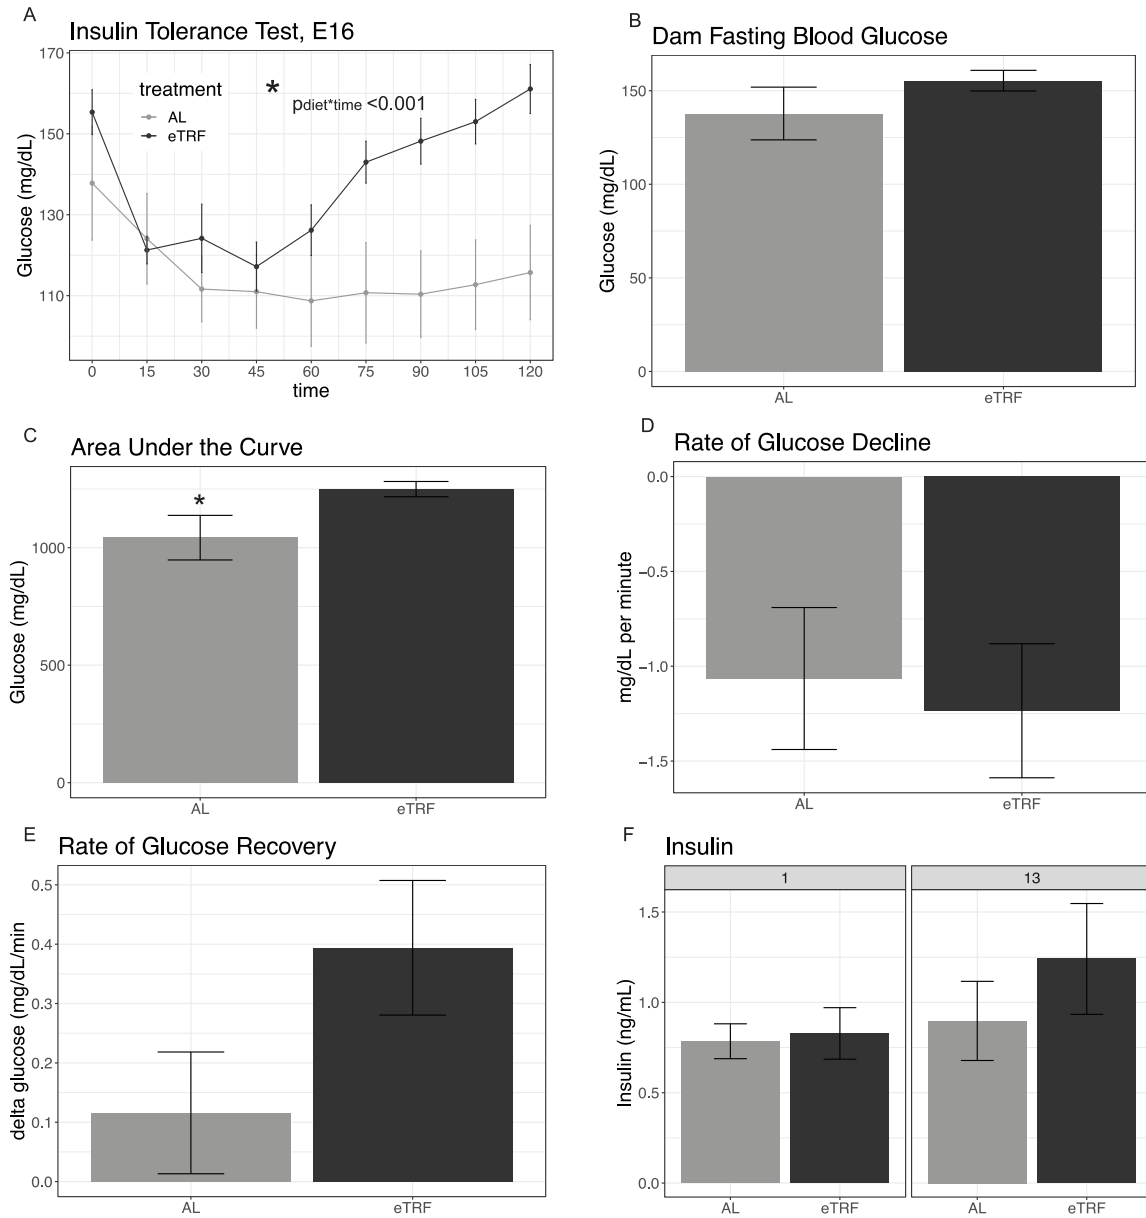 A
Insulin Tolerance Test, E16
170
150
130
110
Glucose (mg/dL)
treatment
AL
eTRF
*
pdiet*time <0.001
0 15 30 45 60 75 90 105 120
time
B
Dam Fasting Blood Glucose
150
100
50
0
Glucose (mg/dL)
AL eTRF
C
Area Under the Curve
*
1000
500
0
Glucose (mg/dL)
AL eTRF
D
Rate of Glucose Decline
0.0
−0.5
−1.0
−1.5
mg/dL per minute
AL eTRF
E
Rate of Glucose Recovery
0.5
0.4
0.3
0.2
0.1
0.0
delta glucose (mg/dL/min)
AL eTRF
F
Insulin
1 13
1.5
1.0
0.5
0.0
Insulin (ng/mL)
AL eTRF AL eTRF